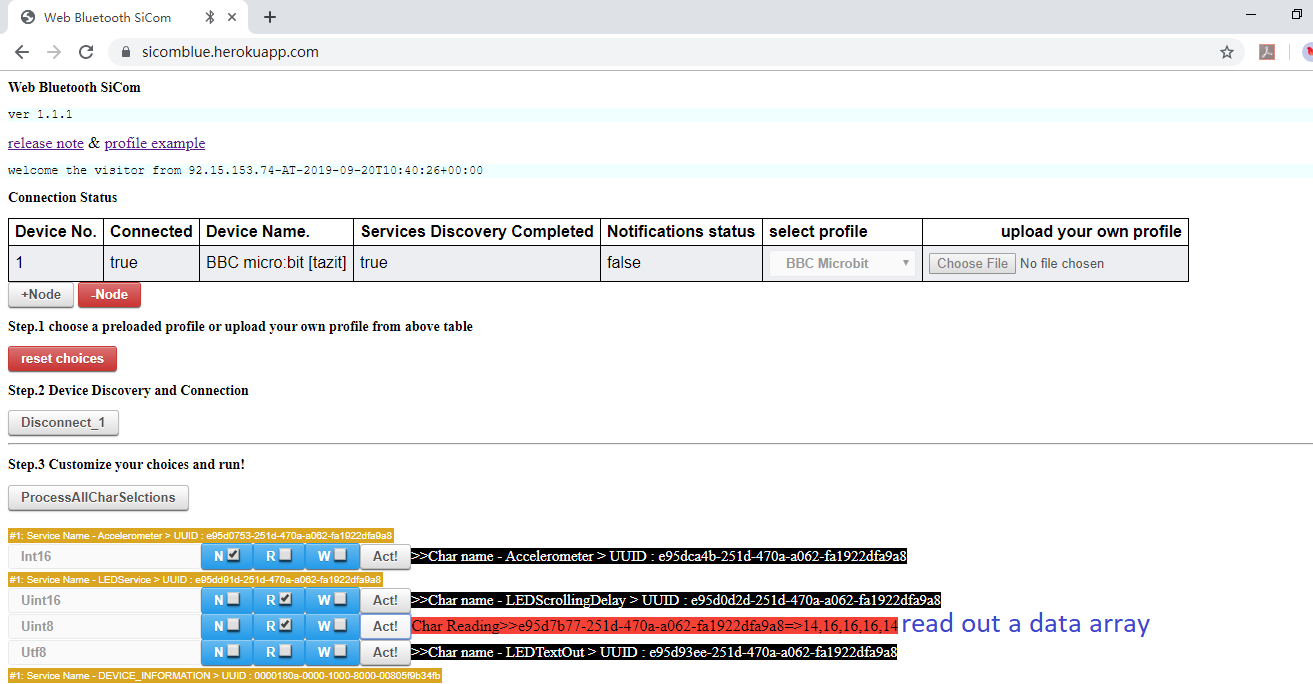 Web Bluetooth SiCom
sicomblue.herokuapp.com
Web Bluetooth SiCom
ver 1.1.1
release note & profile example
welcome the visitor from 92.15.153.74-AT-2019-09-20T10:40:26+00:00
Connection Status
Device No. Connected Device Name. Services Discovery Completed Notifications status select profile upload your own profile
1 true BBC micro:bit [tazit] true false BBC Microbit Choose File No file chosen
+Node -Node
Step.1 choose a preloaded profile or upload your own profile from above table
reset choices
Step.2 Device Discovery and Connection
Disconnect_1
Step.3 Customize your choices and run!
ProcessAllCharSelctions
#1: Service Name - Accelerometer > UUID : e95d0753-251d-470a-a062-fa1922dfa9a8
Int16 N R W Act! >>Char name - Accelerometer > UUID : e95dca4b-251d-470a-a062-fa1922dfa9a8
#1: Service Name - LEDService > UUID : e95dd91d-251d-470a-a062-fa1922dfa9a8
Uint16 N R W Act! >>Char name - LEDScrollingDelay > UUID : e95d0d2d-251d-470a-a062-fa1922dfa9a8
Uint8 N R W Act! Char Reading>>e95d7b77-251d-470a-a062-fa1922dfa9a8=>14,16,16,16,14 read out a data array
Utf8 N R W Act! >>Char name - LEDTextOut > UUID : e95d93ee-251d-470a-a062-fa1922dfa9a8
#1: Service Name - DEVICE_INFORMATION > UUID : 0000180a-0000-1000-8000-00805f9b34fb